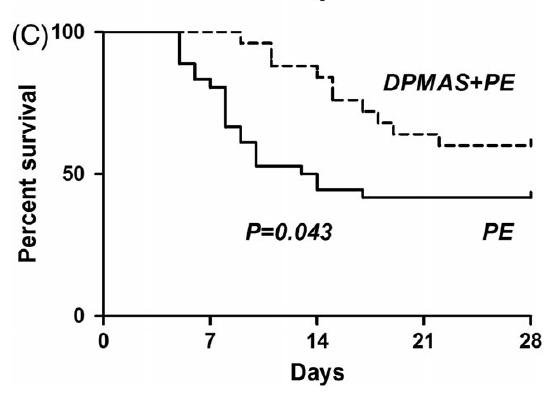 (C)
100
50
0
Percent survival
DPMAS+PE
P=0.043
PE
0 7 14 21 28
Days